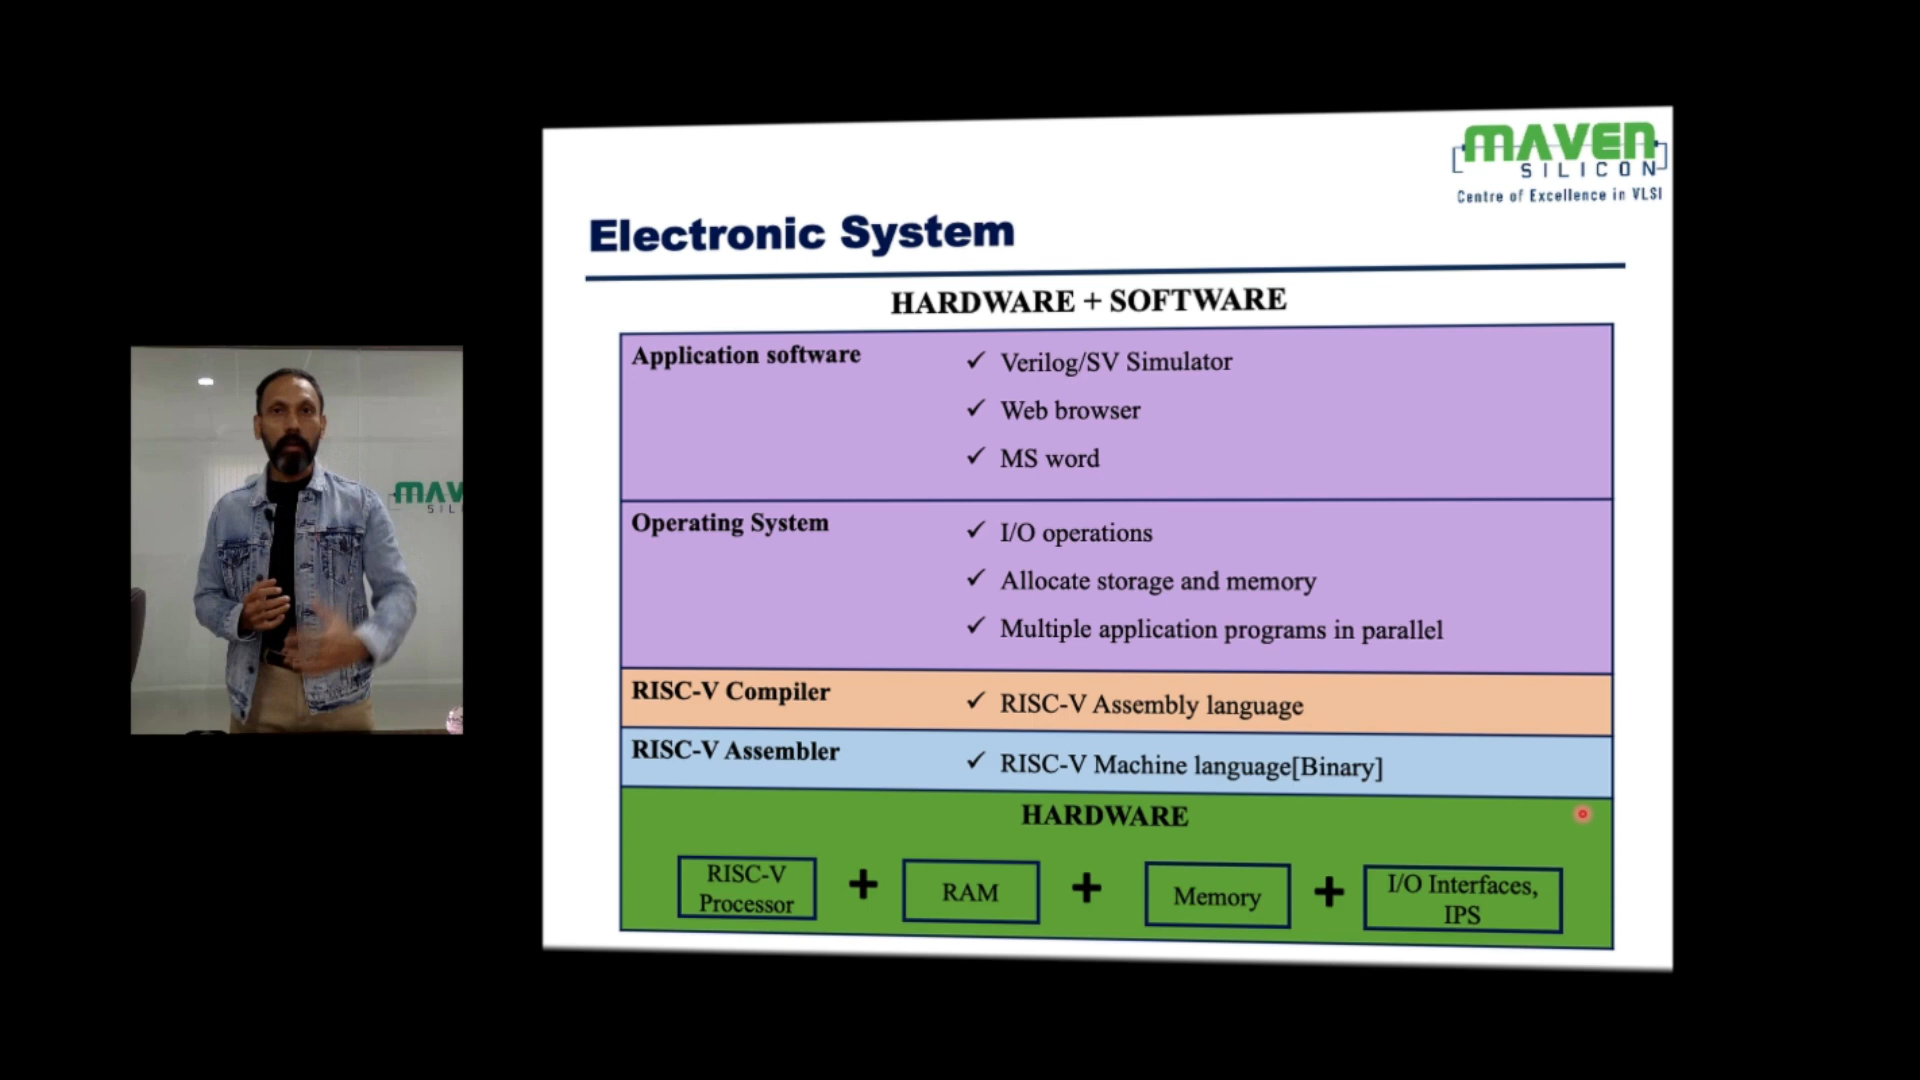 MAVEN
SILICON
Centre of Excellence in VLSI
Electronic System
HARDWARE + SOFTWARE
Application software
✓ Verilog/SV Simulator
✓ Web browser
✓ MS word
Operating System
✓ I/O operations
✓ Allocate storage and memory
✓ Multiple application programs in parallel
RISC-V Compiler
✓ RISC-V Assembly language
RISC-V Assembler
✓ RISC-V Machine language[Binary]
HARDWARE
RISC-V
Processor
+
RAM
+
Memory
+
I/O Interfaces,
IPS
MAV
SIL